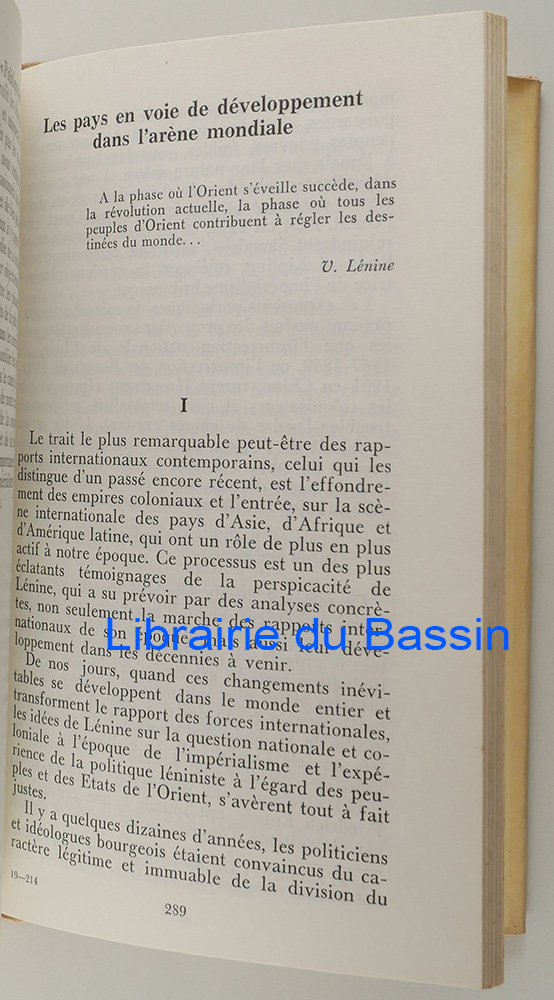 Les pays en voie de développement
dans l'arène mondiale
A la phase où l'Orient s'éveille succède, dans
la révolution actuelle, la phase où tous les
peuples d'Orient contribuent à régler les des-
tinées du monde...
V. Lénine
I
Le trait le plus remarquable peut-être des rap-
ports internationaux contemporains, celui qui les
distingue d'un passé encore récent, est l'effondre-
ment des empires coloniaux et l'entrée, sur la scè-
ne internationale des pays d'Asie, d'Afrique et
d'Amérique latine, qui ont un rôle de plus en plus
actif à notre époque. Ce processus est un des plus
éclatants témoignages de la perspicacité de
Lénine, qui a su prévoir par des analyses concrè-
tes, non seulement la marche des rapports inter-
nationaux de son époque, mais aussi leur déve-
loppement dans les décennies à venir.
De nos jours, quand ces changements inévi-
tables se développent dans le monde entier et
transforment le rapport des forces internationales,
les idées de Lénine sur la question nationale et co-
loniale à l'époque de l'impérialisme et l'expé-
rience de la politique léniniste à l'égard des peu-
ples et des Etats de l'Orient, s'avèrent tout à fait
justes.
Il y a quelques dizaines d'années, les politiciens
et idéologues bourgeois étaient convaincus du ca-
ractère légitime et immuable de la division du
19—214
289
Librairie du Bassin